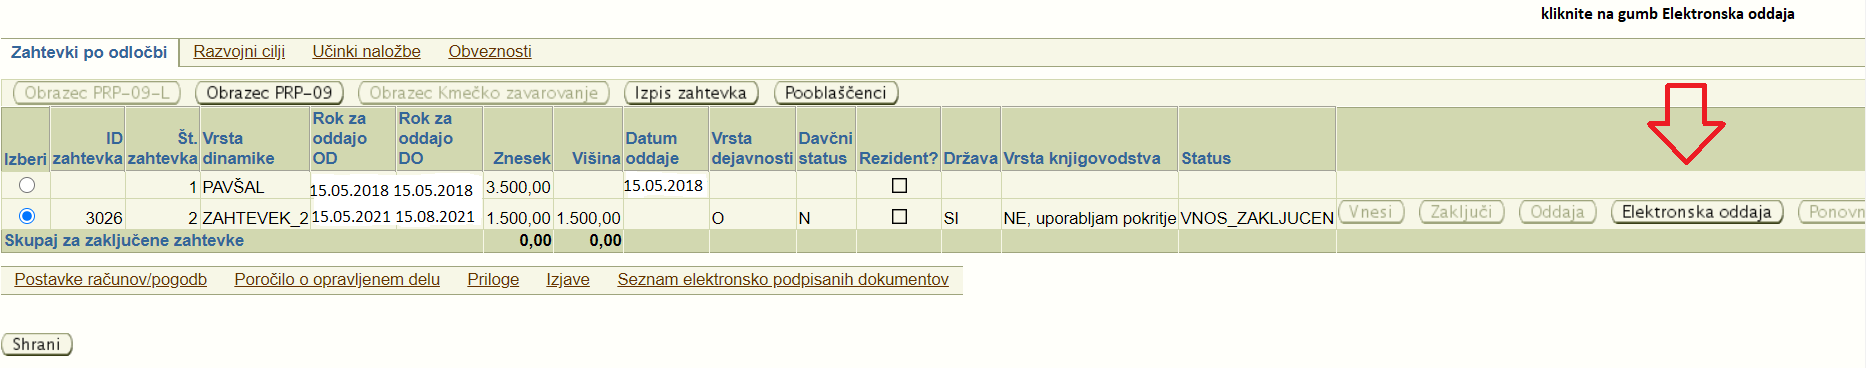 kliknite na gumb Elektronska oddaja
Zahtevki po odločbi Razvojni cilji Učinki naložbe Obveznosti
Obrazec PRP-09-L Obrazec PRP-09 Obrazec Kmečko zavarovanje Izpis zahtevka Pooblaščenci
Izberi ID zahtevka Št. zahtevka Vrsta dinamike Rok za oddajo OD Rok za oddajo DO Znesek Višina Datum oddaje Vrsta dejavnosti Davčni status Rezident? Država Vrsta knjigovodstva Status
1 PAVŠAL 15.05.2018 15.05.2018 3.500,00 15.05.2018
3026 2 ZAHTEVEK_2 15.05.2021 15.08.2021 1.500,00 1.500,00 O N SI NE, uporabljam pokritje VNOS_ZAKLJUCEN Vnesi Zaključi Oddaja Elektronska oddaja Ponovn
Skupaj za zaključene zahtevke 0,00 0,00
Postavke računov/pogodb Poročilo o opravljenem delu Priloge Izjave Seznam elektronsko podpisanih dokumentov
Shrani